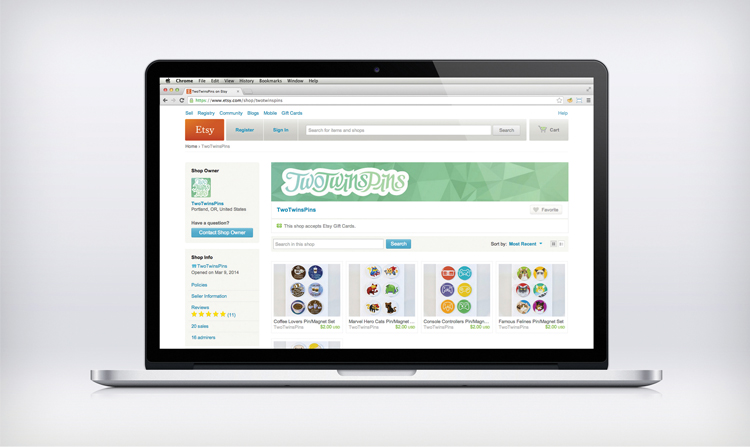 Chrome File Edit View History Bookmarks Window Help
TwoTwinsPins on Etsy
https://www.etsy.com/shop/twotwinspins
Sell Registry Community Blogs Mobile Gift Cards Help
Etsy Register Sign In Search for items and shops Search Cart
Home › TwoTwinsPins
Shop Owner
TwoTwinsPins
Portland, OR, United States
Have a question?
Contact Shop Owner
Shop Info
TwoTwinsPins
Opened on Mar 9, 2014
Policies
Seller Information
Reviews
(11)
20 sales
16 admirers
TwoTwinsPins
TwoTwinsPins Favorite
This shop accepts Etsy Gift Cards.
Search in this shop Search Sort by: Most Recent
Coffee Lovers Pin/Magnet Set Marvel Hero Cats Pin/Magnet ... Console Controllers Pin/Magn... Famous Felines Pin/Magnet Set
TwoTwinsPins $2.00 USD TwoTwinsPins $2.00 USD TwoTwinsPins $2.00 USD TwoTwinsPins $2.00 USD